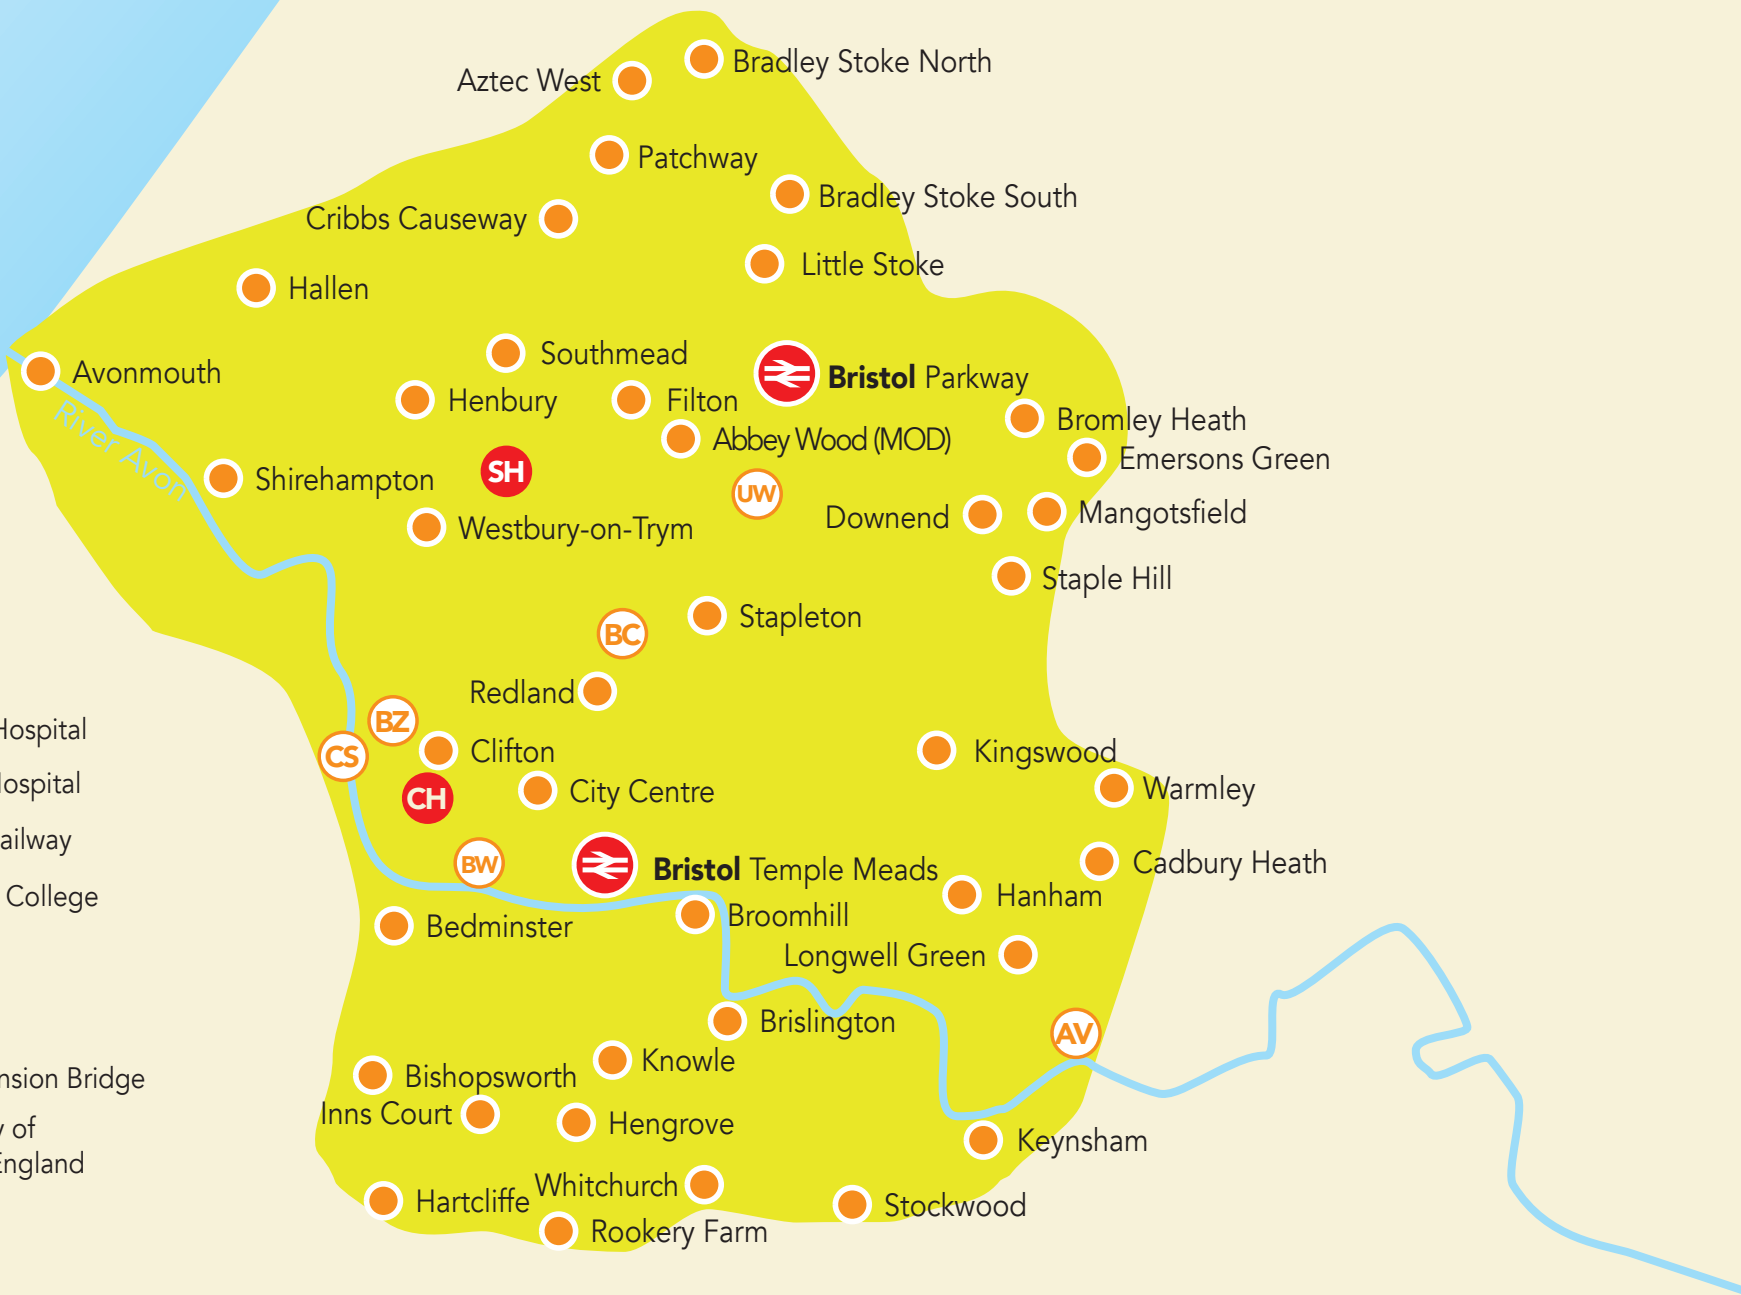 Bradley Stoke North
Aztec West
Patchway
Bradley Stoke South
Cribbs Causeway
Little Stoke
Hallen
Southmead
Avonmouth
Bristol Parkway
Henbury
Filton
Bromley Heath
Abbey Wood (MOD)
Emersons Green
River Avon
SH
Shirehampton
UW
Mangotsfield
Downend
Westbury-on-Trym
Staple Hill
Stapleton
BC
Redland
BZ
Hospital
CS
Clifton
Kingswood
ospital
Warmley
City Centre
CH
ailway
BW
Bristol Temple Meads
Cadbury Heath
College
Hanham
Broomhill
Bedminster
Longwell Green
Brislington
AV
Knowle
Bishopsworth
nsion Bridge
Inns Court
Hengrove
y of
Keynsham
England
Whitchurch
Hartcliffe
Stockwood
Rookery Farm